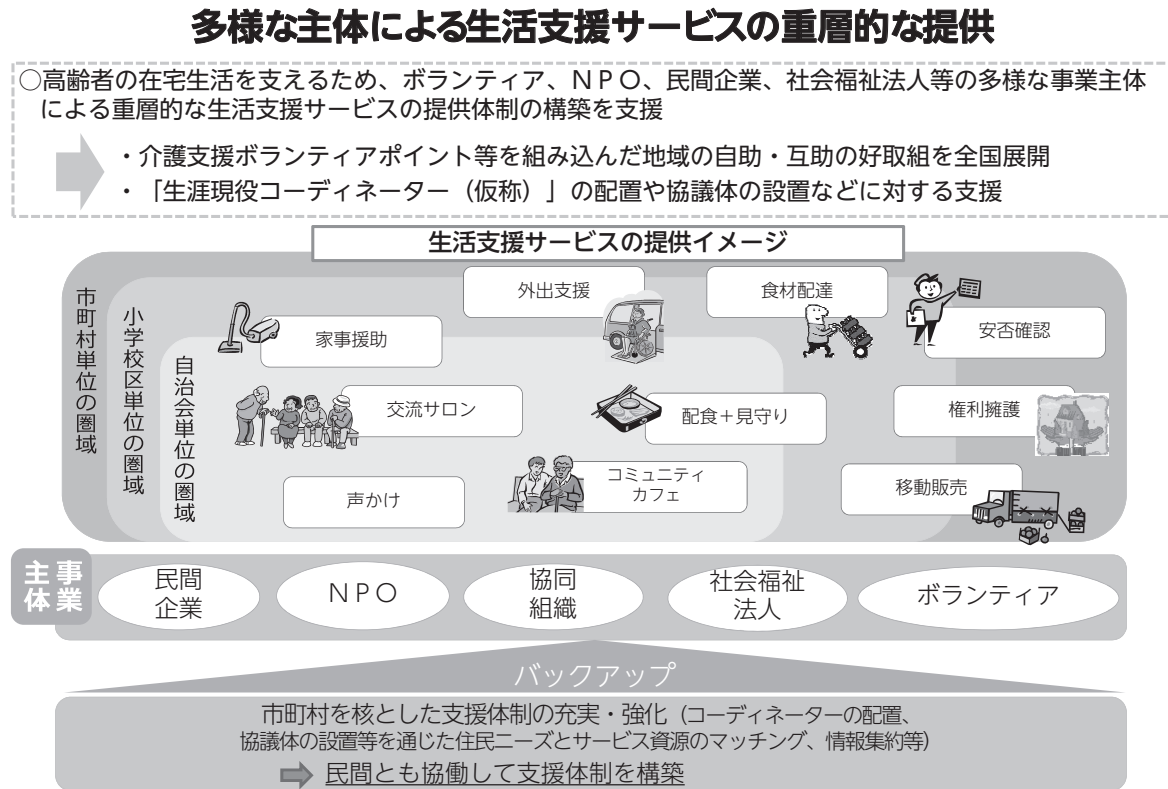 多様な主体による生活支援サービスの重層的な提供
○高齢者の在宅生活を支えるため、ボランティア、ＮＰＯ、民間企業、社会福祉法人等の多様な事業主体
による重層的な生活支援サービスの提供体制の構築を支援
・介護支援ボランティアポイント等を組み込んだ地域の自助・互助の好取組を全国展開
・「生涯現役コーディネーター（仮称）」の配置や協議体の設置などに対する支援
生活支援サービスの提供イメージ
市町村単位の圏域
小学校区単位の圏域
自治会単位の圏域
外出支援
食材配達
家事援助
安否確認
交流サロン
配食＋見守り
権利擁護
声かけ
コミュニティ
カフェ
移動販売
事業
主体
民間
企業
ＮＰＯ
協同
組織
社会福祉
法人
ボランティア
バックアップ
市町村を核とした支援体制の充実・強化（コーディネーターの配置、
協議体の設置等を通じた住民ニーズとサービス資源のマッチング、情報集約等）
民間とも協働して支援体制を構築